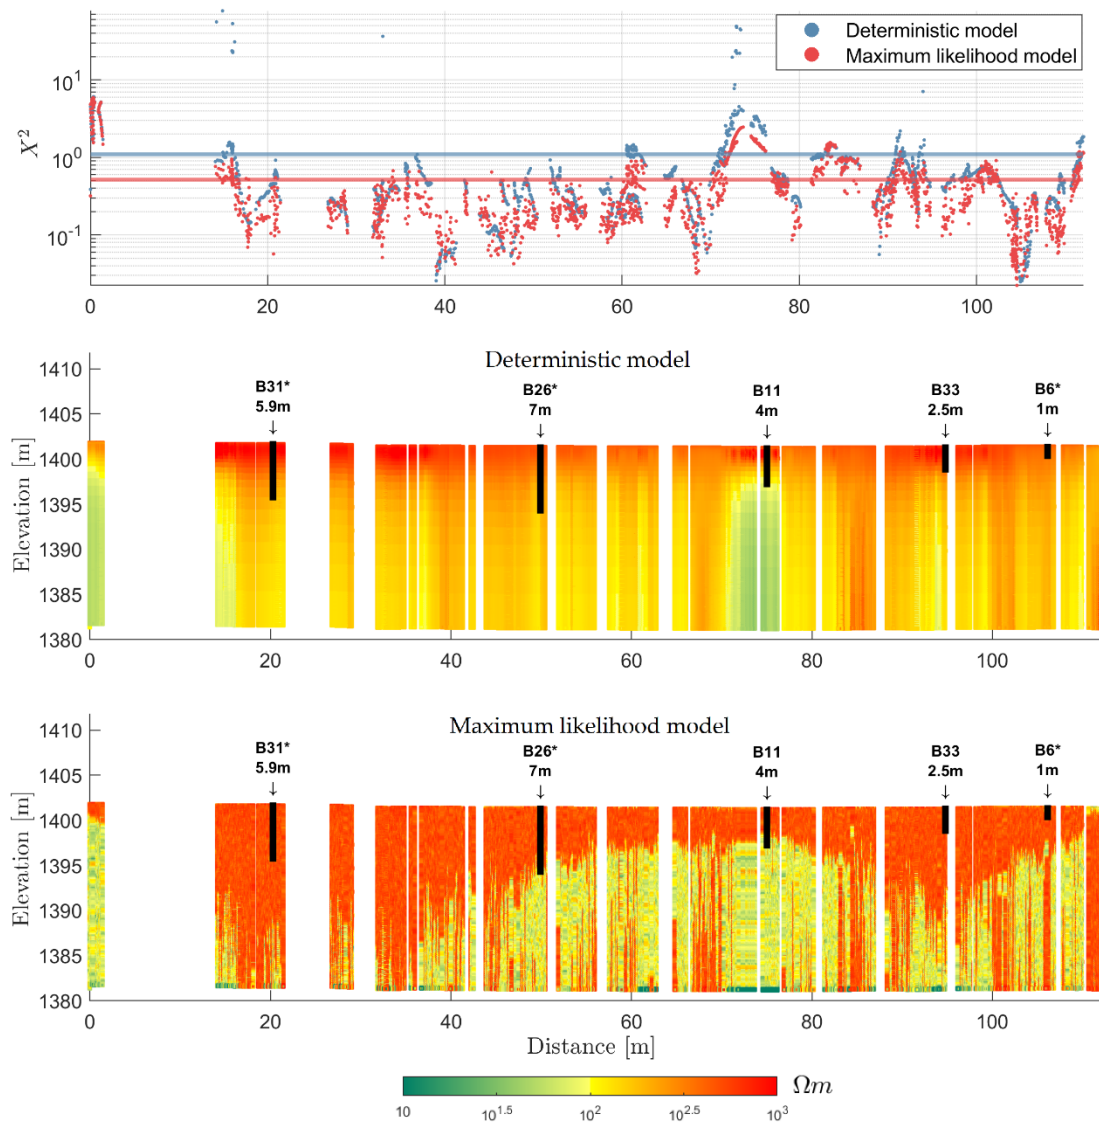 Deterministic model
Maximum likelihood model
10^1
10^0
10^-1
X^2
0 20 40 60 80 100
Deterministic model
B31* B26* B11 B33 B6*
5.9m 7m 4m 2.5m 1m
↓ ↓ ↓ ↓ ↓
1410
1405
1400
1395
1390
1385
1380
Elevation [m]
0 20 40 60 80 100
Maximum likelihood model
B31* B26* B11 B33 B6*
5.9m 7m 4m 2.5m 1m
↓ ↓ ↓ ↓ ↓
1410
1405
1400
1395
1390
1385
1380
Elevation [m]
0 20 40 60 80 100
Distance [m]
Ωm
10 10^1.5 10^2 10^2.5 10^3